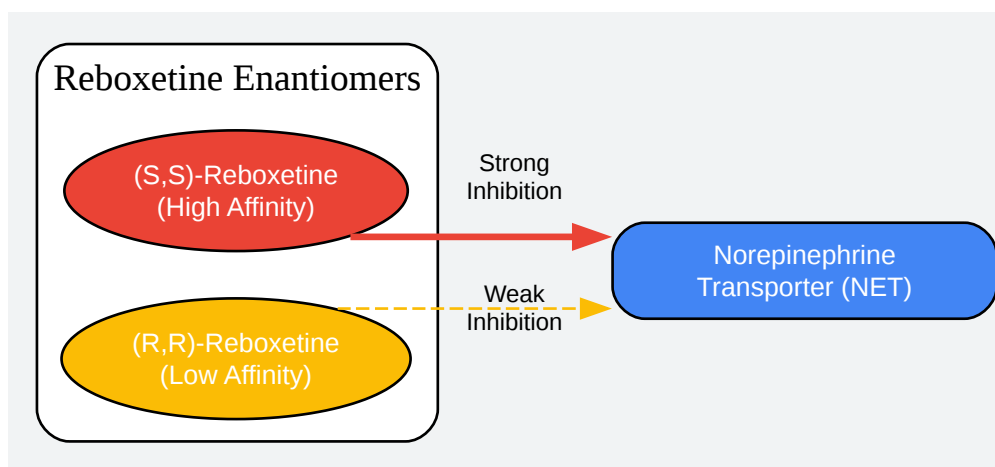 Reboxetine Enantiomers
(S,S)-Reboxetine
(High Affinity)
Strong
Inhibition
Norepinephrine
Transporter (NET)
Weak
Inhibition
(R,R)-Reboxetine
(Low Affinity)